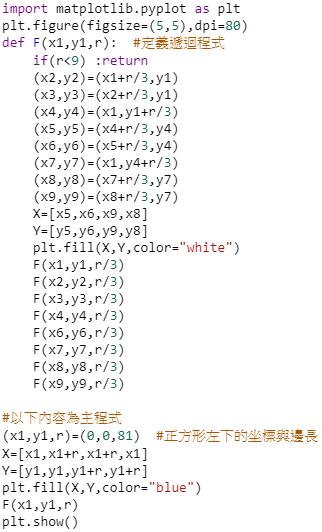 import matplotlib.pyplot as plt
plt.figure(figsize=(5,5),dpi=80)
def F(x1,y1,r):  #定義遞迴程式
    if(r<9) :return
    (x2,y2)=(x1+r/3,y1)
    (x3,y3)=(x2+r/3,y1)
    (x4,y4)=(x1,y1+r/3)
    (x5,y5)=(x4+r/3,y4)
    (x6,y6)=(x5+r/3,y4)
    (x7,y7)=(x1,y4+r/3)
    (x8,y8)=(x7+r/3,y7)
    (x9,y9)=(x8+r/3,y7)
    X=[x5,x6,x9,x8]
    Y=[y5,y6,y9,y8]
    plt.fill(X,Y,color="white")
    F(x1,y1,r/3)
    F(x2,y2,r/3)
    F(x3,y3,r/3)
    F(x4,y4,r/3)
    F(x6,y6,r/3)
    F(x7,y7,r/3)
    F(x8,y8,r/3)
    F(x9,y9,r/3)
#以下內容為主程式
(x1,y1,r)=(0,0,81)  #正方形左下的坐標與邊長
X=[x1,x1+r,x1+r,x1]
Y=[y1,y1,y1+r,y1+r]
plt.fill(X,Y,color="blue")
F(x1,y1,r)
plt.show()